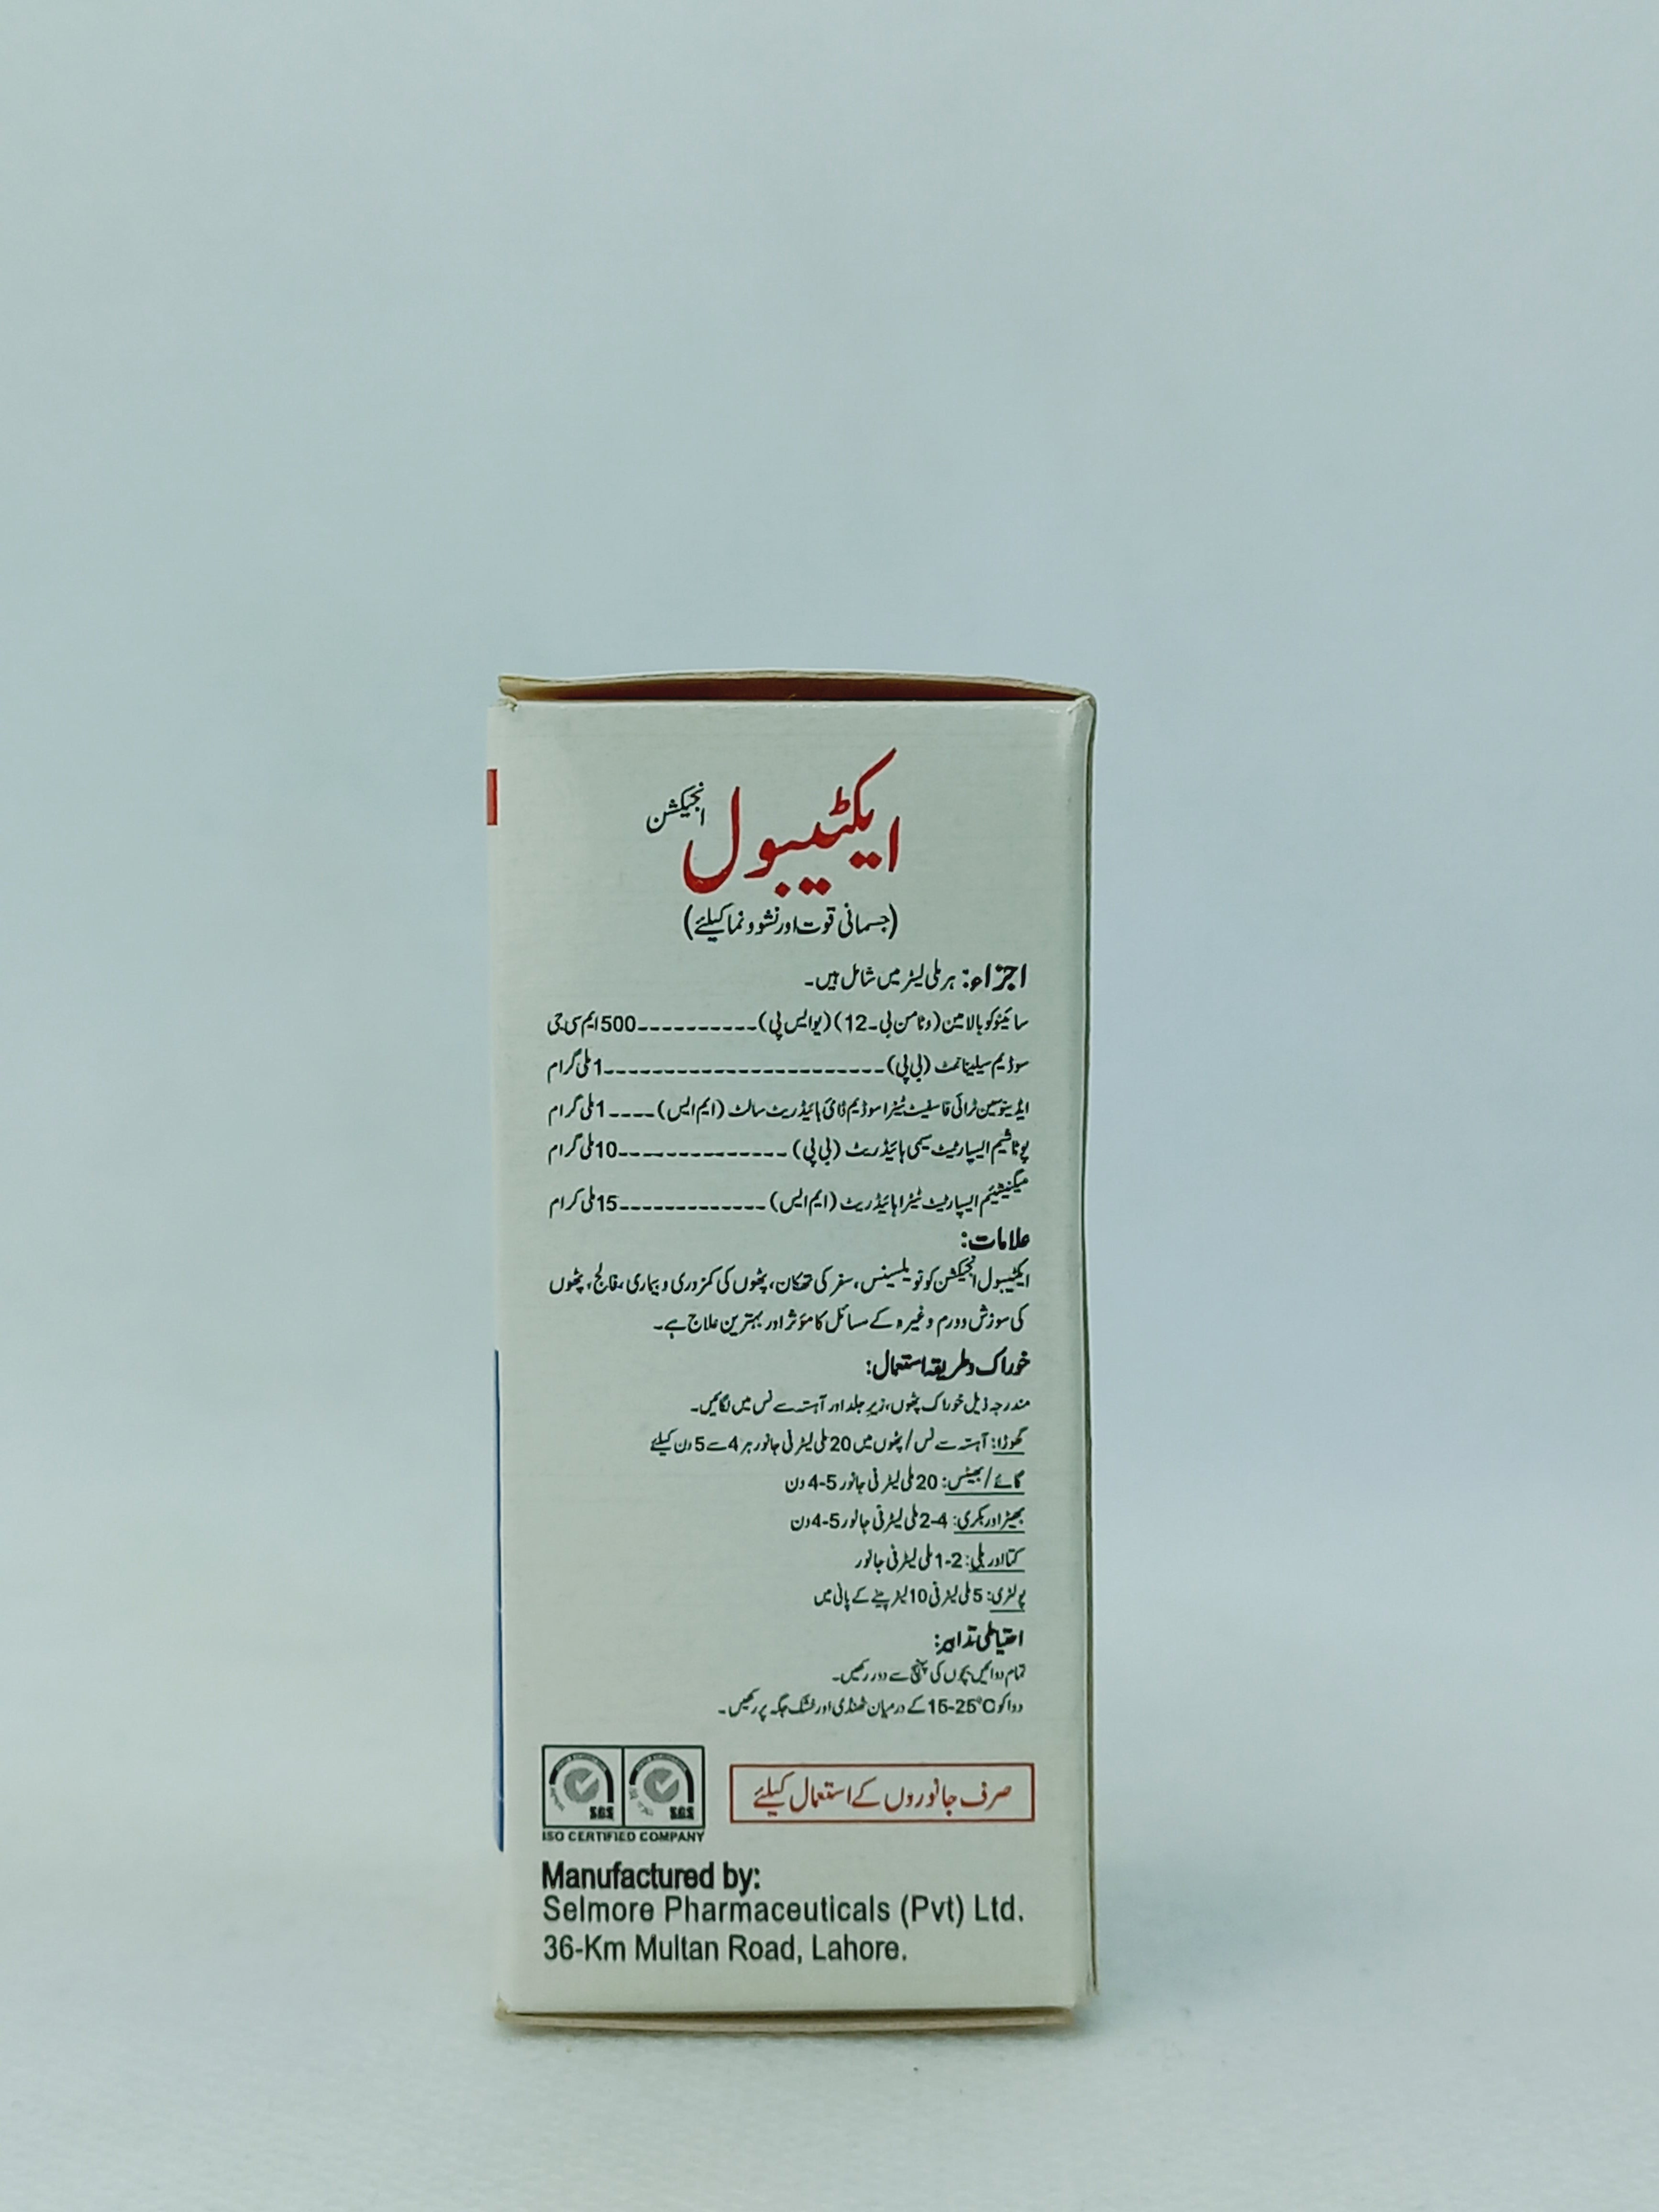 ایکٹیبول انجیکشن
(جسمانی قوت اور نشوونما کیلئے)
اجزاء: ہر ملی لیٹر میں شامل ہیں۔
سائینوکوبالامین (وٹامن بی۔12) (یو ایس پی)----------500 ایم سی جی
سوڈیم سیلینائٹ (بی پی)-----------------------1 ملی گرام
ایڈینوسین ٹرائی فاسفیٹ ٹیٹرا سوڈیم ڈائی ہائیڈریٹ سالٹ (ایم ایس)----1 ملی گرام
پوٹاشیم ایسپارٹیٹ سیمی ہائیڈریٹ (بی پی) --------------10 ملی گرام
میگنیشیم ایسپارٹیٹ ٹیٹرا ہائیڈریٹ (ایم ایس) -------------15 ملی گرام
علامات:
ایکٹیبول انجیکشن کونویلسینس، سفر کی تھکان، پٹھوں کی کمزوری و بیماری، فالج، پٹھوں
کی سوزش و ورم وغیرہ کے مسائل کا مؤثر اور بہترین علاج ہے۔
خوراک و طریقہ استعمال:
مندرجہ ذیل خوراک پٹھوں، زیرِ جلد اور آہستہ سے نس میں لگائیں۔
گھوڑا: آہستہ سے نس / پٹھوں میں 20 ملی لیٹر فی جانور ہر 4 سے 5 دن کیلئے
گائے / بھینس: 20 ملی لیٹر فی جانور 5-4 دن
بھیڑ اور بکری: 4-2 ملی لیٹر فی جانور 5-4 دن
کتا اور بلی: 2-1 ملی لیٹر فی جانور
پولٹری: 5 ملی لیٹر فی 10 لیٹر پینے کے پانی میں
احتیاطی تدابیر:
تمام دوائیں بچوں کی پہنچ سے دور رکھیں۔
دوا کو 15-25°C کے درمیان ٹھنڈی اور خشک جگہ پر رکھیں۔
صرف جانوروں کے استعمال کیلئے
SGS SGS
ISO CERTIFIED COMPANY
Manufactured by:
Selmore Pharmaceuticals (Pvt) Ltd.
36-Km Multan Road, Lahore.